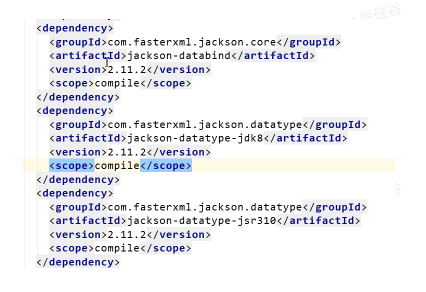 <dependency>
<groupId>com.fasterxml.jackson.core</groupId>
<artifactId>jackson-databind</artifactId>
<version>2.11.2</version>
<scope>compile</scope>
</dependency>
<dependency>
<groupId>com.fasterxml.jackson.datatype</groupId>
<artifactId>jackson-datatype-jdk8</artifactId>
<version>2.11.2</version>
<scope>compile</scope>
</dependency>
<dependency>
<groupId>com.fasterxml.jackson.datatype</groupId>
<artifactId>jackson-datatype-jsr310</artifactId>
<version>2.11.2</version>
<scope>compile</scope>
</dependency>